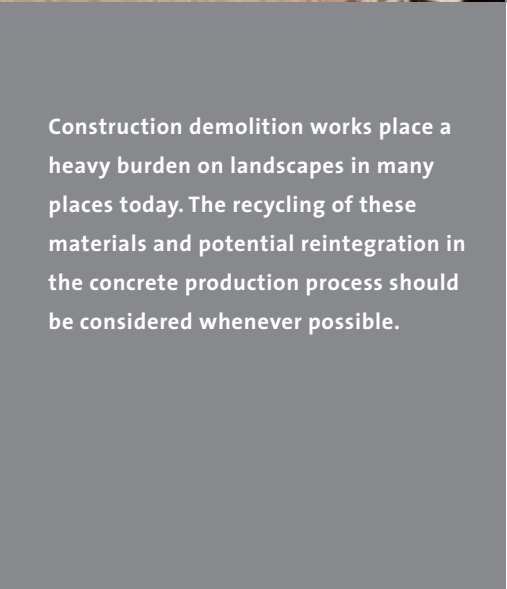 Construction demolition works place a
heavy burden on landscapes in many
places today. The recycling of these
materials and potential reintegration in
the concrete production process should
be considered whenever possible.